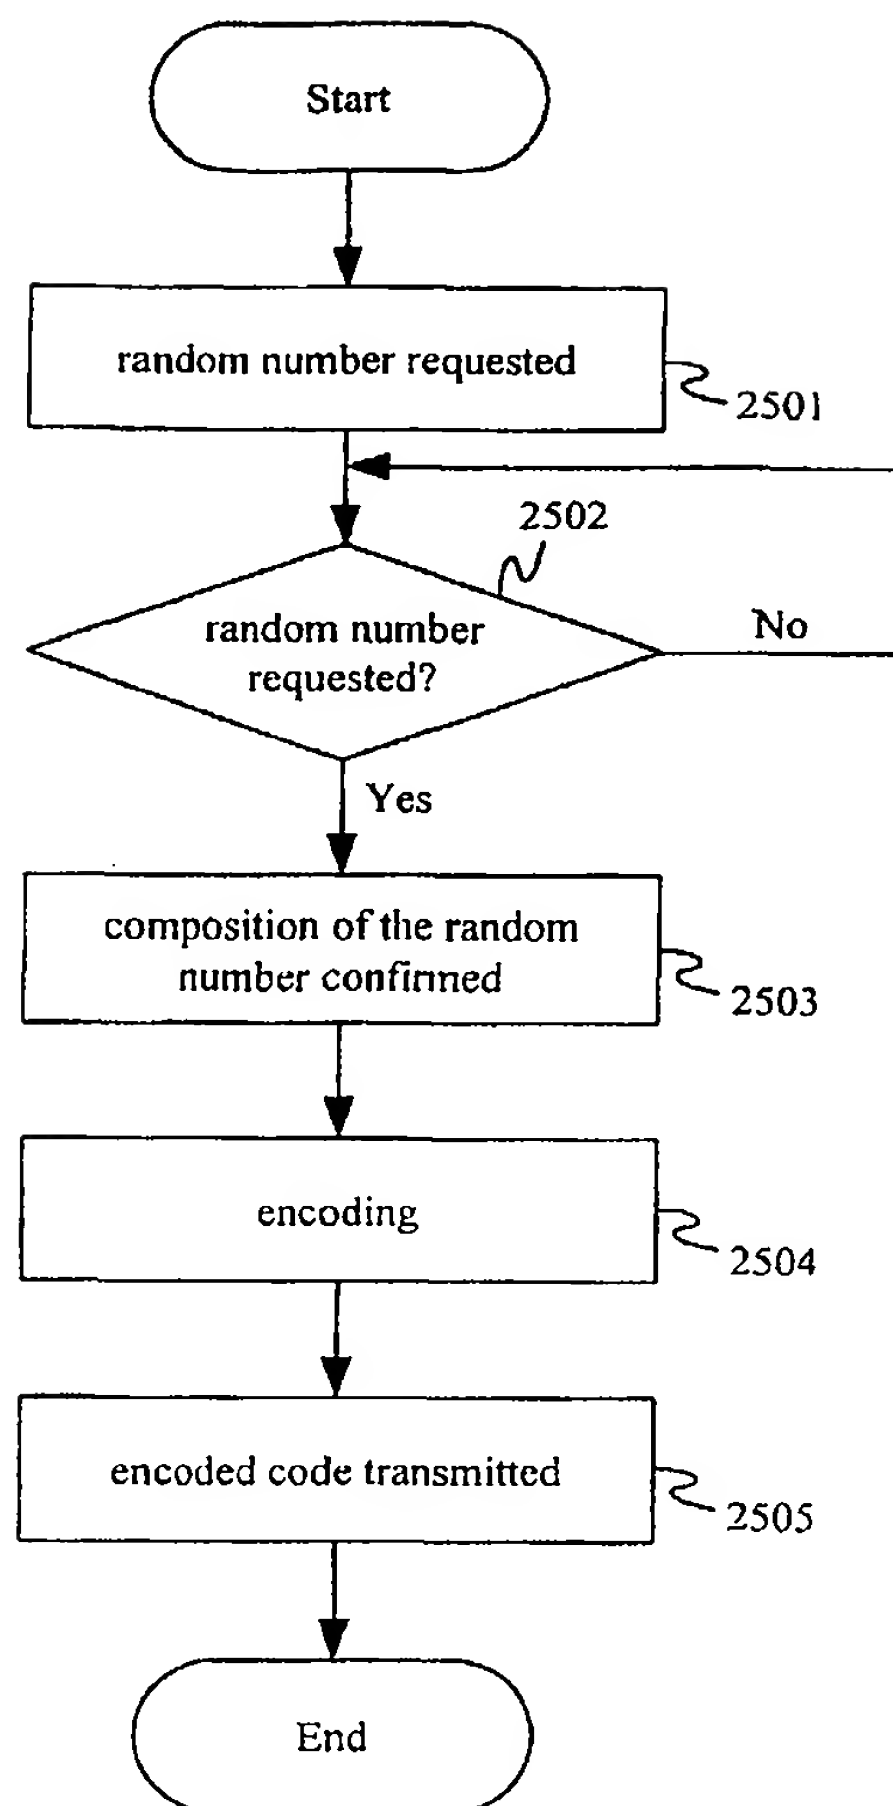 Start
random number requested
2501
2502
random number
requested?
No
Yes
composition of the random
number confirmed
2503
encoding
2504
encoded code transmitted
2505
End